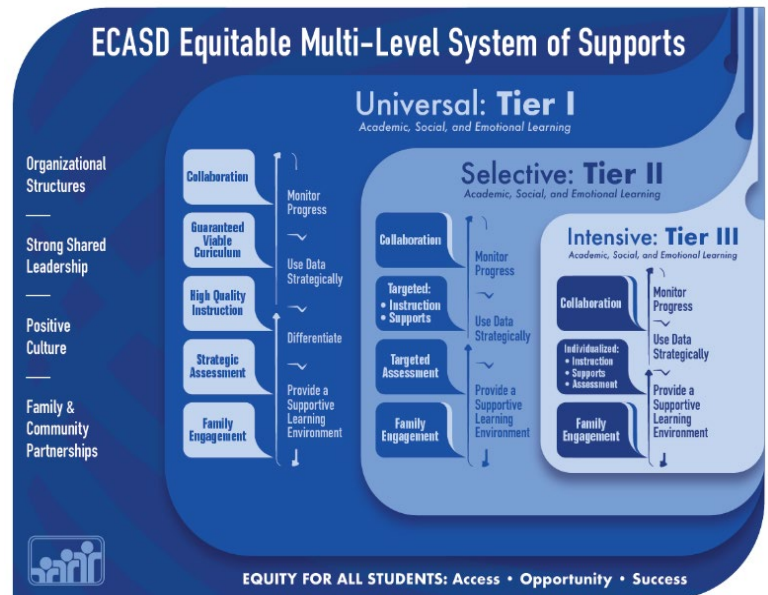 ECASD Equitable Multi-Level System of Supports
Organizational
Structures
Strong Shared
Leadership
Positive
Culture
Family &
Community
Partnerships
Universal: Tier I
Academic, Social, and Emotional Learning
Collaboration
Guaranteed
Viable
Curiculum
High Quality
Instruction
Strategic
Assessment
Family
Engagement
Monitor
Progress
Use Data
Strategically
Differentiate
Provide a
Supportive
Learning
Environment
Selective: Tier II
Academic, Social, and Emotional Learning
Collaboration
Targeted:
• Instruction
• Supports
Targeted
Assessment
Family
Engagement
Monitor
Progress
Use Data
Strategically
Provide a
Supportive
Learning
Environment
Intensive: Tier III
Academic, Social, and Emotional Learning
Collaboration
Individualized:
• Instruction
• Supports
• Assessment
Family
Engagement
Monitor
Progress
Use Data
Strategically
Provide a
Supportive
Learning
Environment
EQUITY FOR ALL STUDENTS: Access • Opportunity • Success